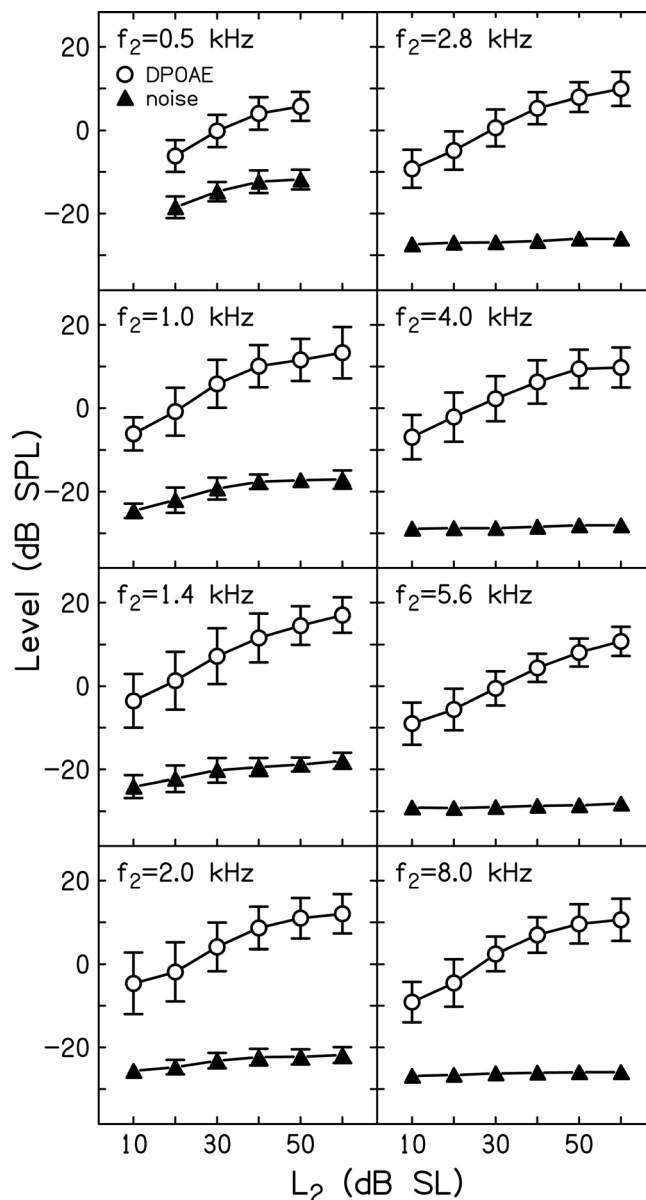 f2=0.5 kHz
DPOAE
noise
20
0
−20
f2=2.8 kHz
f2=1.0 kHz
20
0
−20
f2=4.0 kHz
f2=1.4 kHz
20
0
−20
f2=5.6 kHz
f2=2.0 kHz
20
0
−20
f2=8.0 kHz
Level (dB SPL)
10 30 50 10 30 50
L2 (dB SL)